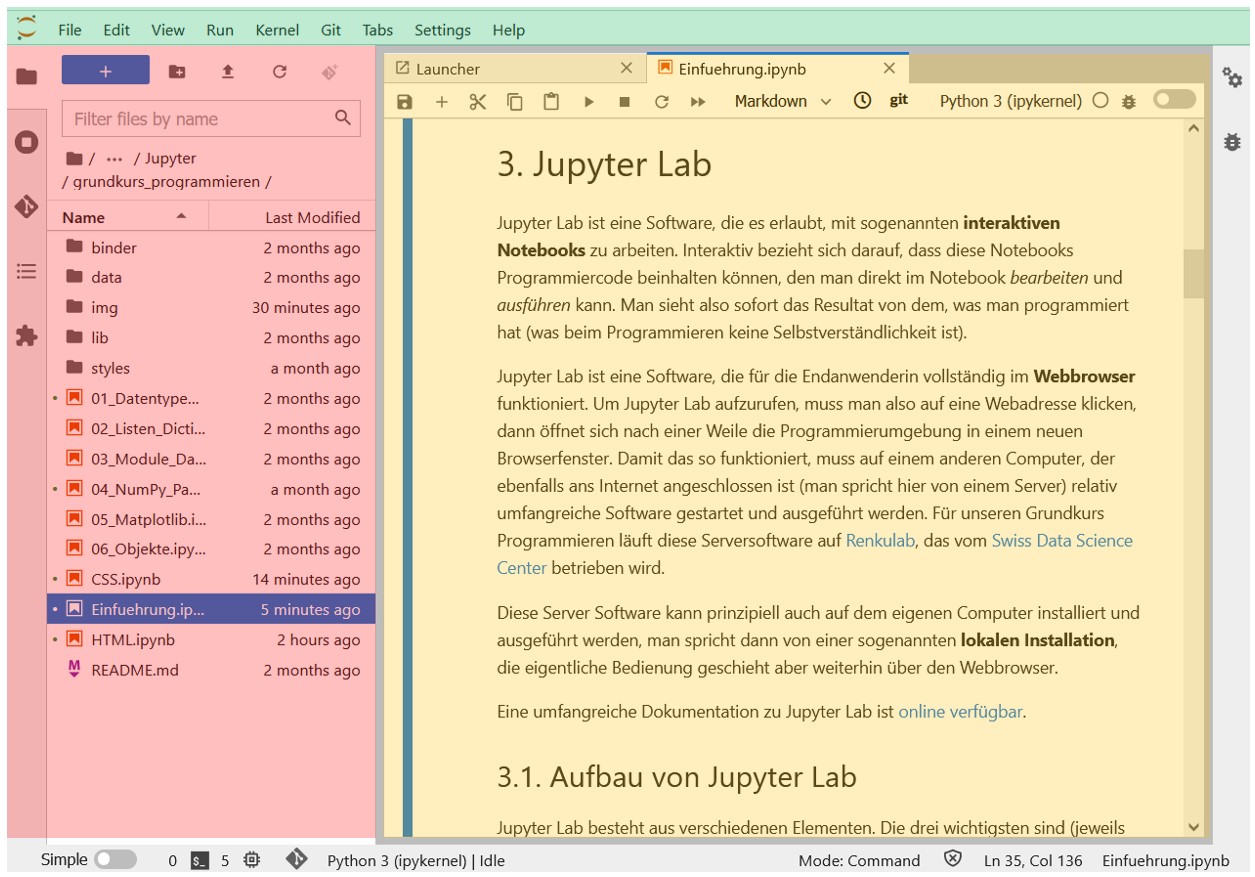 File Edit View Run Kernel Git Tabs Settings Help
+
Filter files by name
/ ··· / Jupyter
/ grundkurs_programmieren /
Name Last Modified
binder 2 months ago
data 2 months ago
img 30 minutes ago
lib 2 months ago
styles a month ago
01_Datentype... 2 months ago
02_Listen_Dicti... 2 months ago
03_Module_Da... 2 months ago
04_NumPy_Pa... a month ago
05_Matplotlib.i... 2 months ago
06_Objekte.ipy... 2 months ago
CSS.ipynb 14 minutes ago
Einfuehrung.ip... 5 minutes ago
HTML.ipynb 2 hours ago
README.md 2 months ago
Launcher Einfuehrung.ipynb
Markdown git Python 3 (ipykernel)
3. Jupyter Lab
Jupyter Lab ist eine Software, die es erlaubt, mit sogenannten interaktiven
Notebooks zu arbeiten. Interaktiv bezieht sich darauf, dass diese Notebooks
Programmiercode beinhalten können, den man direkt im Notebook bearbeiten und
ausführen kann. Man sieht also sofort das Resultat von dem, was man programmiert
hat (was beim Programmieren keine Selbstverständlichkeit ist).
Jupyter Lab ist eine Software, die für die Endanwenderin vollständig im Webbrowser
funktioniert. Um Jupyter Lab aufzurufen, muss man also auf eine Webadresse klicken,
dann öffnet sich nach einer Weile die Programmierumgebung in einem neuen
Browserfenster. Damit das so funktioniert, muss auf einem anderen Computer, der
ebenfalls ans Internet angeschlossen ist (man spricht hier von einem Server) relativ
umfangreiche Software gestartet und ausgeführt werden. Für unseren Grundkurs
Programmieren läuft diese Serversoftware auf Renkulab, das vom Swiss Data Science
Center betrieben wird.
Diese Server Software kann prinzipiell auch auf dem eigenen Computer installiert und
ausgeführt werden, man spricht dann von einer sogenannten lokalen Installation,
die eigentliche Bedienung geschieht aber weiterhin über den Webbrowser.
Eine umfangreiche Dokumentation zu Jupyter Lab ist online verfügbar.
3.1. Aufbau von Jupyter Lab
Jupyter Lab besteht aus verschiedenen Elementen. Die drei wichtigsten sind (jeweils
Simple 0 $_ 5 Python 3 (ipykernel) | Idle Mode: Command Ln 35, Col 136 Einfuehrung.ipynb